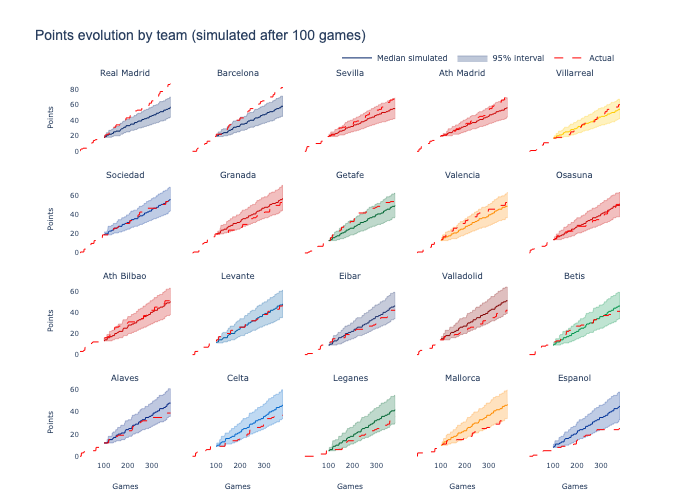 Points evolution by team (simulated after 100 games)
Median simulated 95% interval Actual
Real Madrid Barcelona Sevilla Ath Madrid Villarreal
80
60
40
20
0
Points
Sociedad Granada Getafe Valencia Osasuna
60
40
20
0
Points
Ath Bilbao Levante Eibar Valladolid Betis
60
40
20
0
Points
Alaves Celta Leganes Mallorca Espanol
60
40
20
0
Points
100 200 300 100 200 300 100 200 300 100 200 300 100 200 300
Games Games Games Games Games